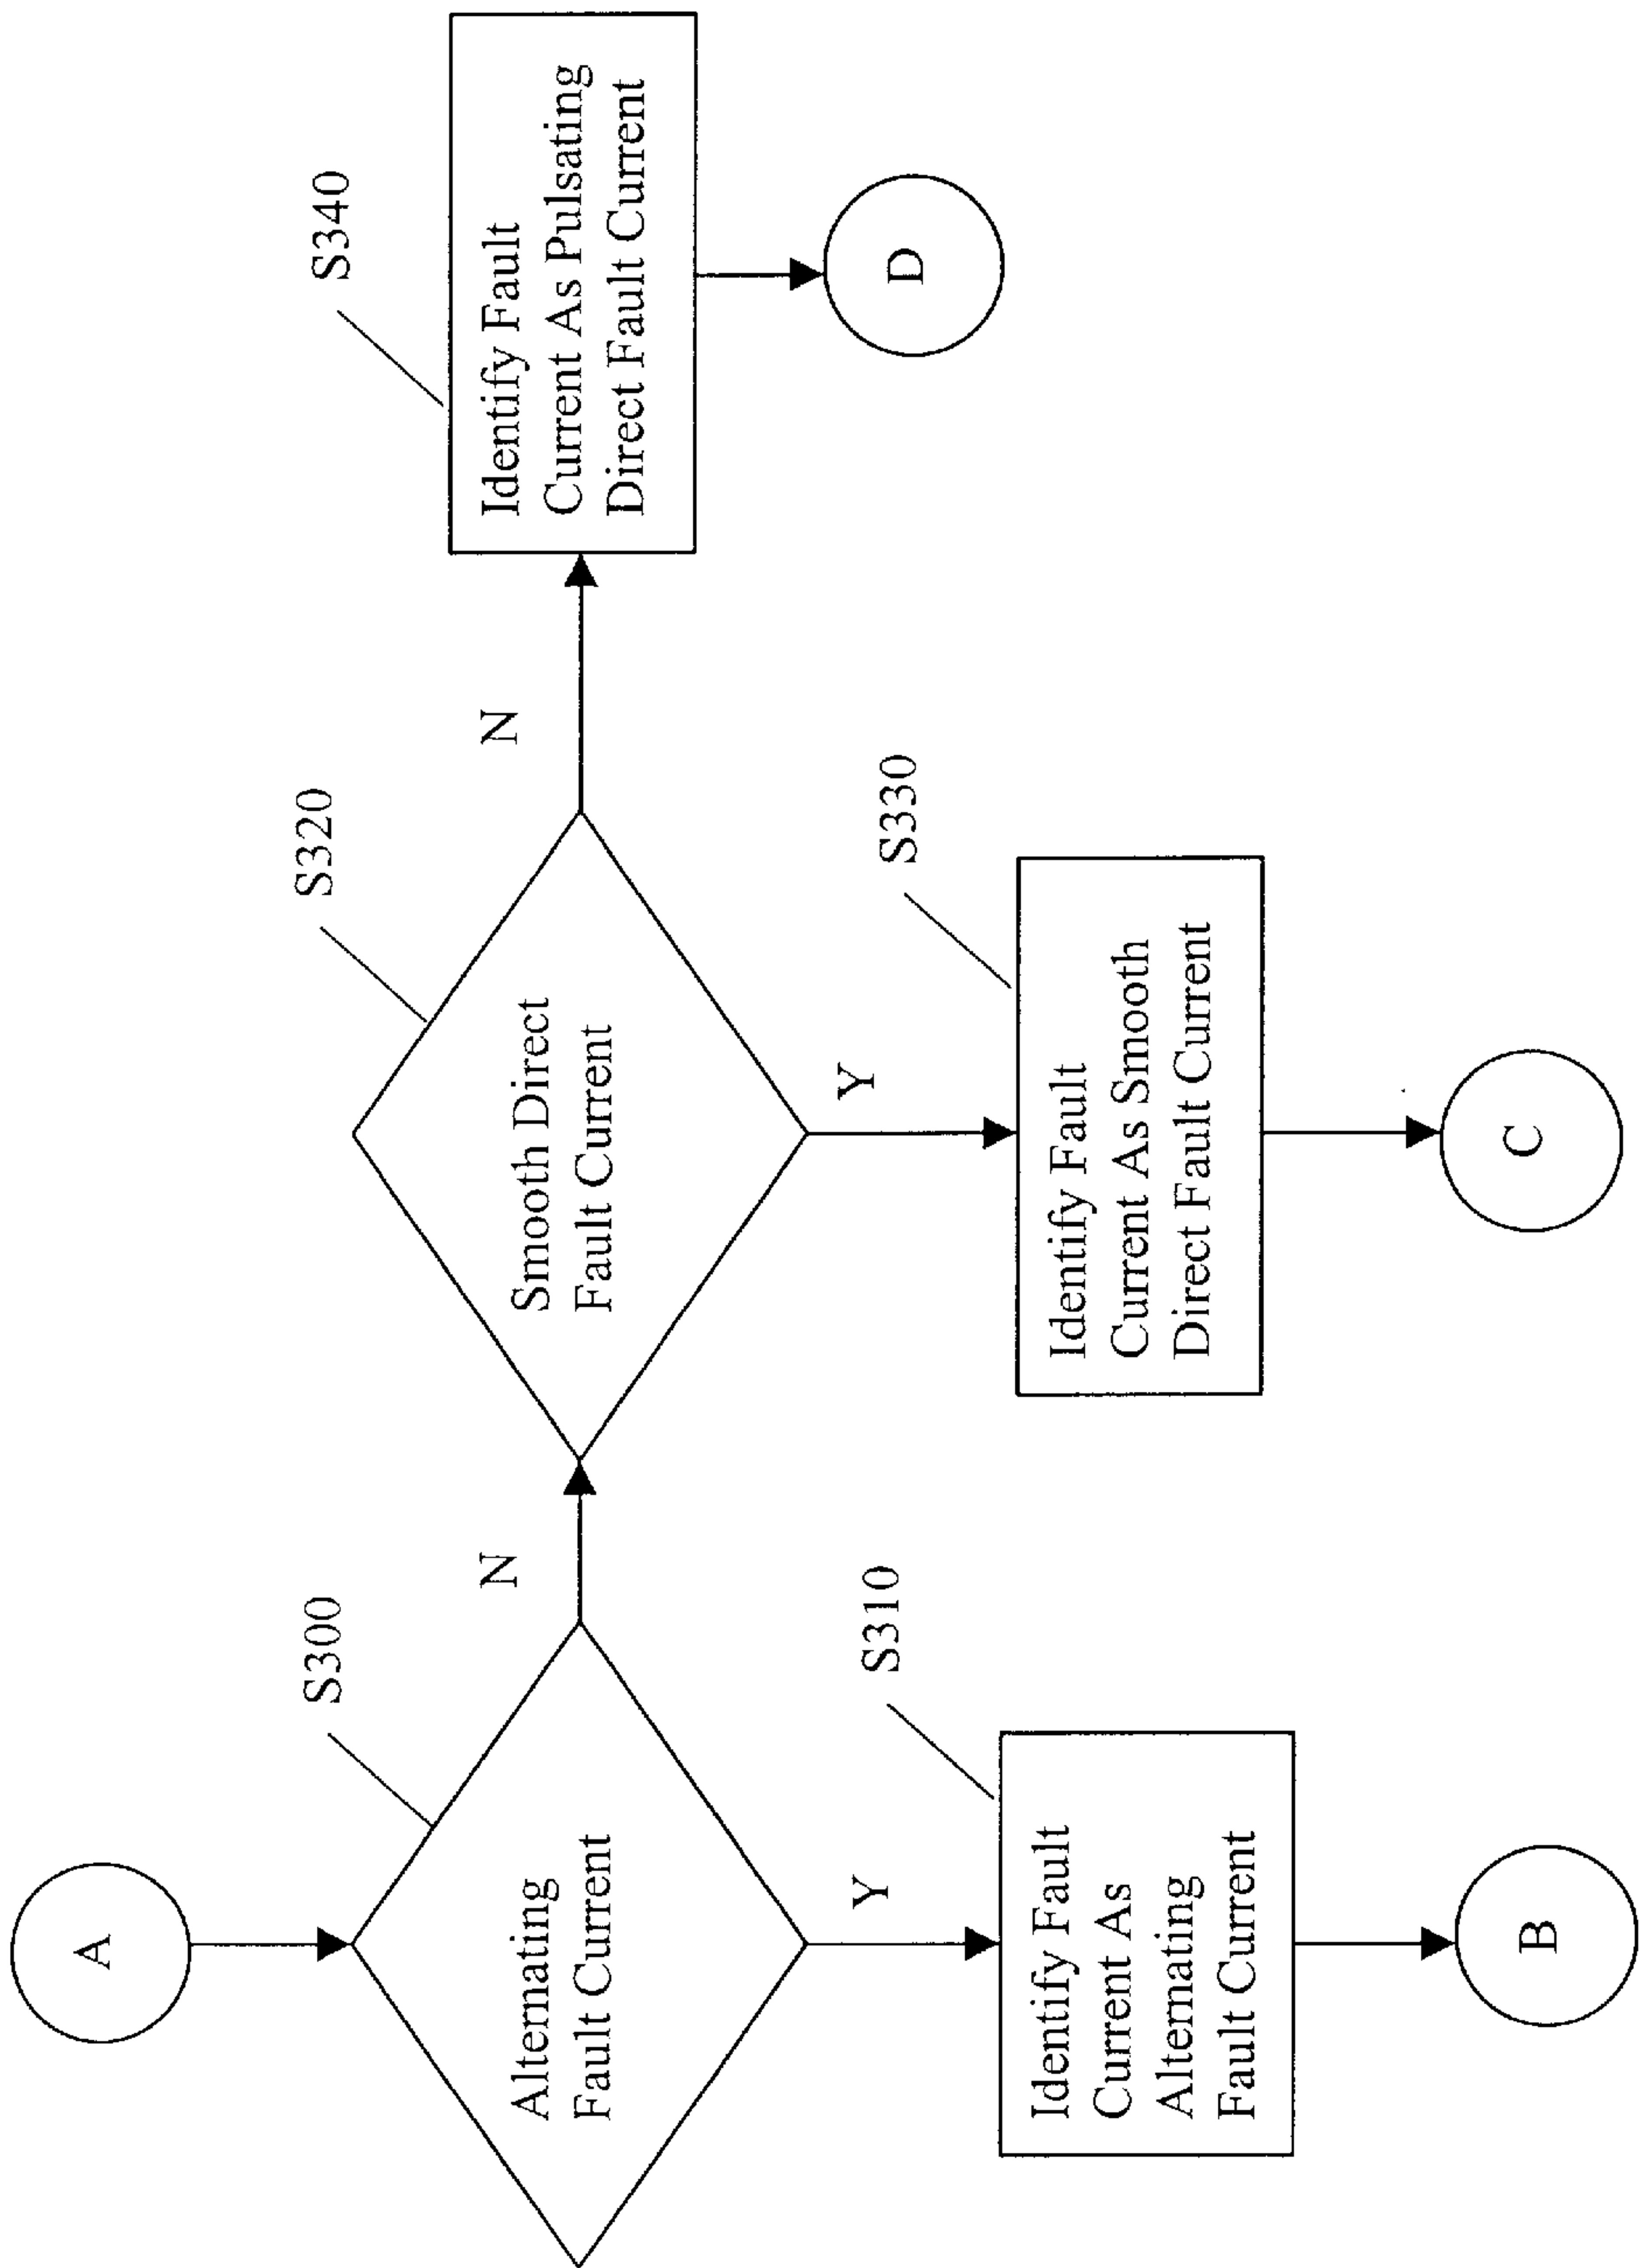 A
S300
Alternating
Fault Current
N
Y
S310
Identify Fault
Current As
Alternating
Fault Current
B
S320
Smooth Direct
Fault Current
N
Y
S330
Identify Fault
Current As Smooth
Direct Fault Current
C
S340
Identify Fault
Current As Pulsating
Direct Fault Current
D